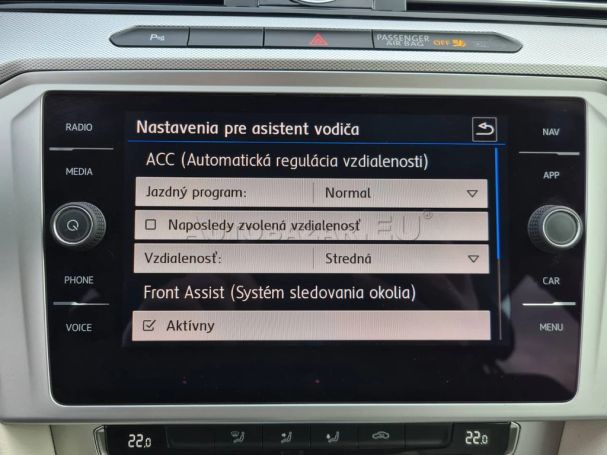 PASSENGER
AIR BAG OFF
RADIO
MEDIA
PHONE
VOICE
Nastavenia pre asistent vodiča
ACC (Automatická regulácia vzdialenosti)
Jazdný program: Normal
Naposledy zvolená vzdialenosť
AUTOBAZAR.EU®
Vzdialenosť: Stredná
Front Assist (Systém sledovania okolia)
Aktívny
NAV
APP
CAR
MENU
22.0
22.0